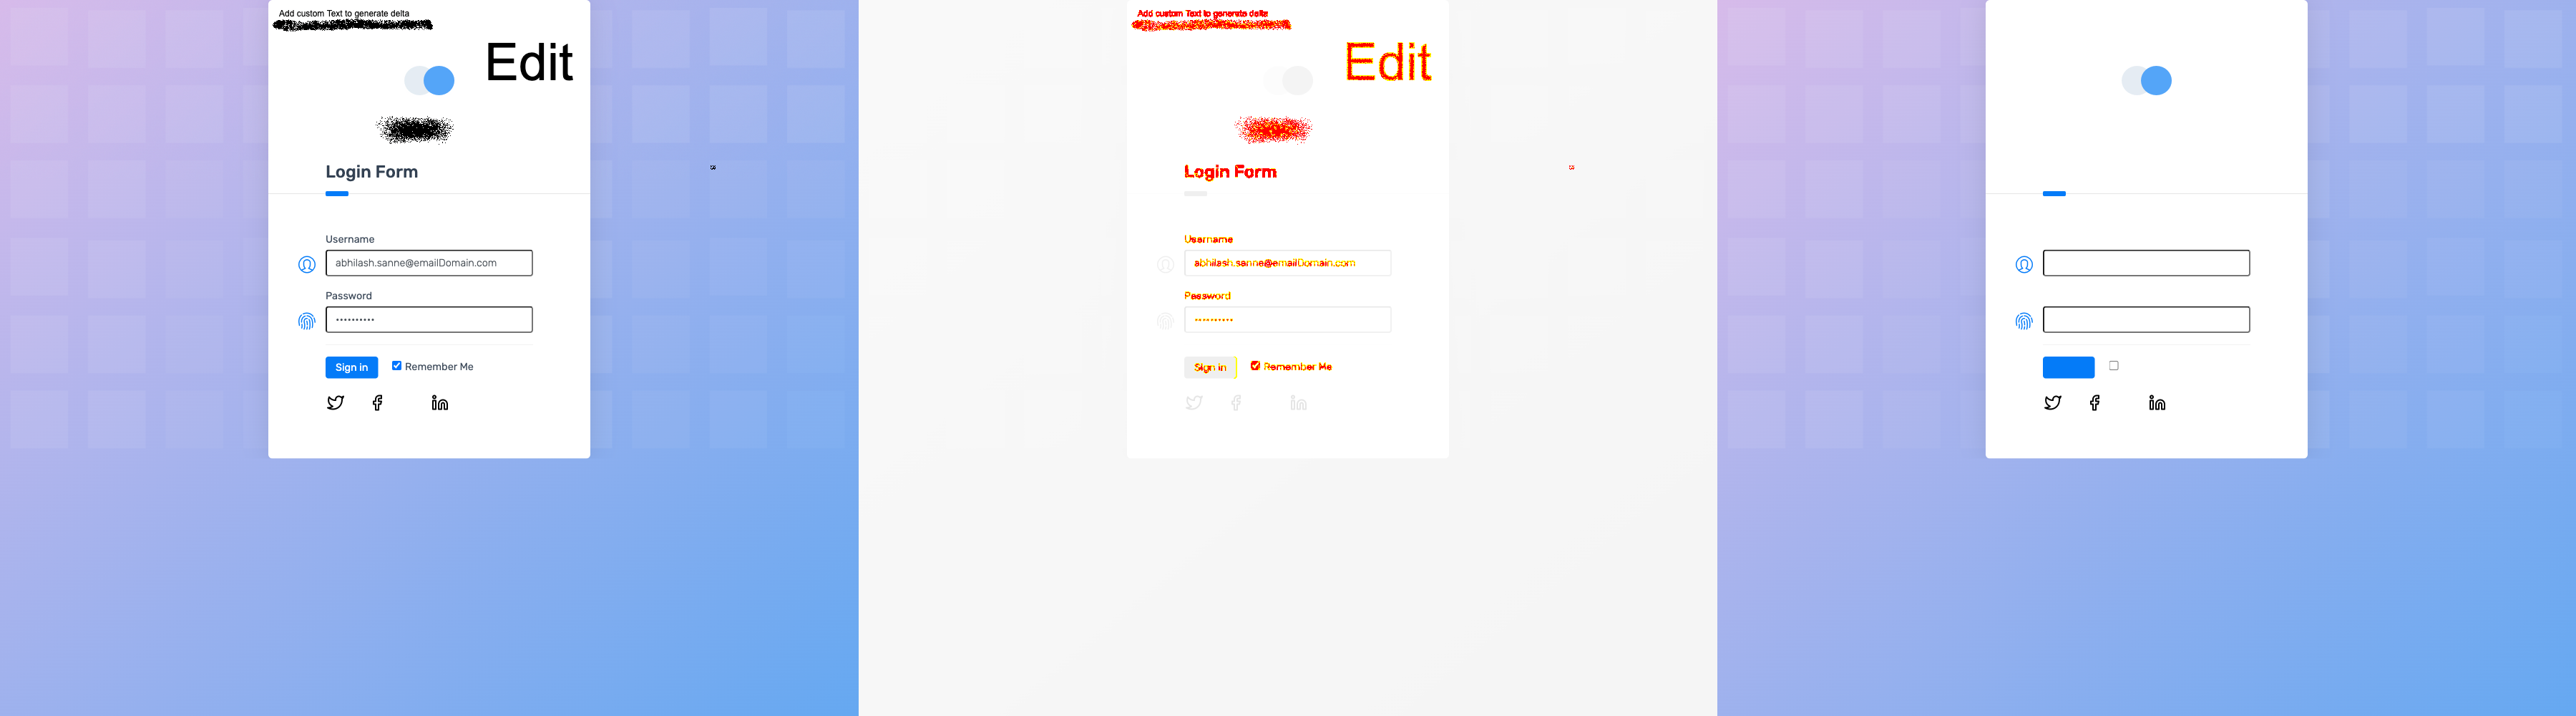 Add custom Text to generate delta
Edit
Login Form
Username
abhilash.sanne@emailDomain.com
Password
Sign in
Remember Me
Add custom Text to generate delta
Edit
Login Form
Username
abhilash.sanne@emailDomain.com
Password
Sign in
Remember Me